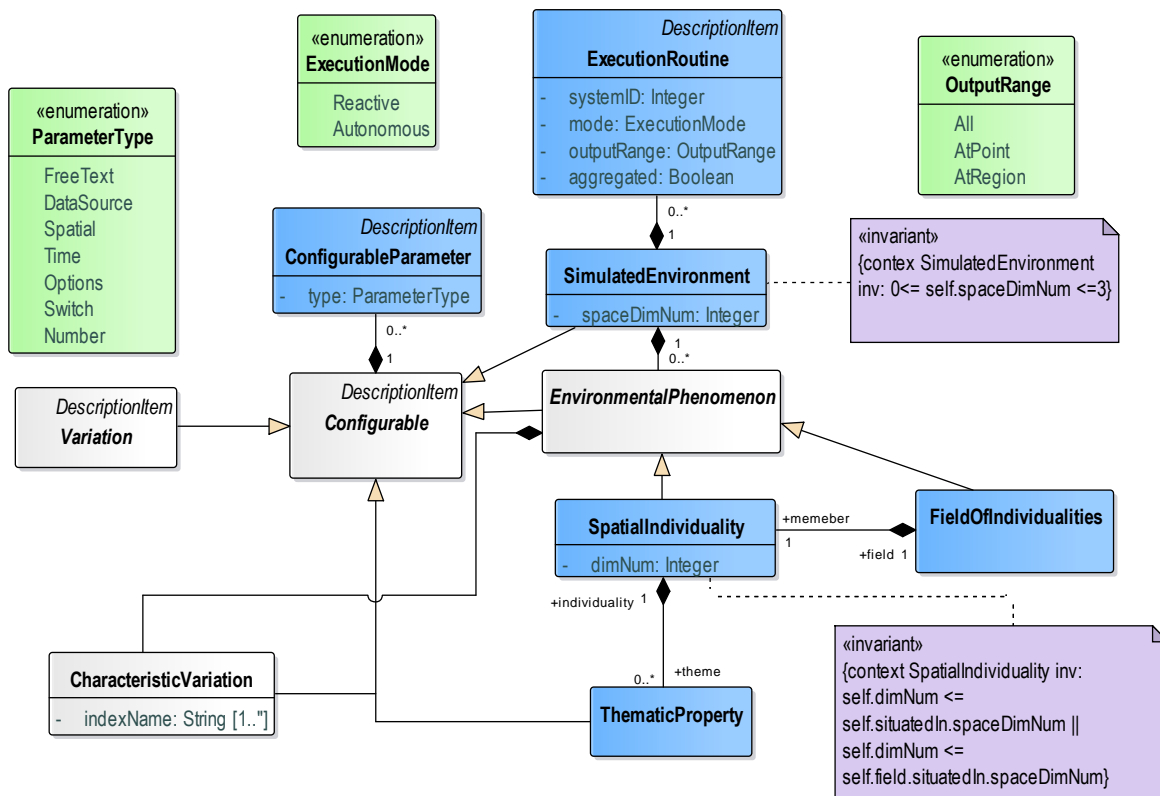 «enumeration»
ParameterType
FreeText
DataSource
Spatial
Time
Options
Switch
Number
«enumeration»
ExecutionMode
Reactive
Autonomous
DescriptionItem
ExecutionRoutine
- systemID: Integer
- mode: ExecutionMode
- outputRange: OutputRange
- aggregated: Boolean
«enumeration»
OutputRange
All
AtPoint
AtRegion
0..*
1
DescriptionItem
ConfigurableParameter
- type: ParameterType
0..*
1
SimulatedEnvironment
- spaceDimNum: Integer
1
0..*
«invariant»
{contex SimulatedEnvironment
inv: 0<= self.spaceDimNum <=3}
DescriptionItem
Variation
DescriptionItem
Configurable
EnvironmentalPhenomenon
SpatialIndividuality
- dimNum: Integer
+memeber
1
+field 1
FieldOfIndividualities
+individuality 1
+theme
0..*
CharacteristicVariation
- indexName: String [1.."]
ThematicProperty
«invariant»
{context SpatialIndividuality inv:
self.dimNum <=
self.situatedIn.spaceDimNum ||
self.dimNum <=
self.field.situatedIn.spaceDimNum}